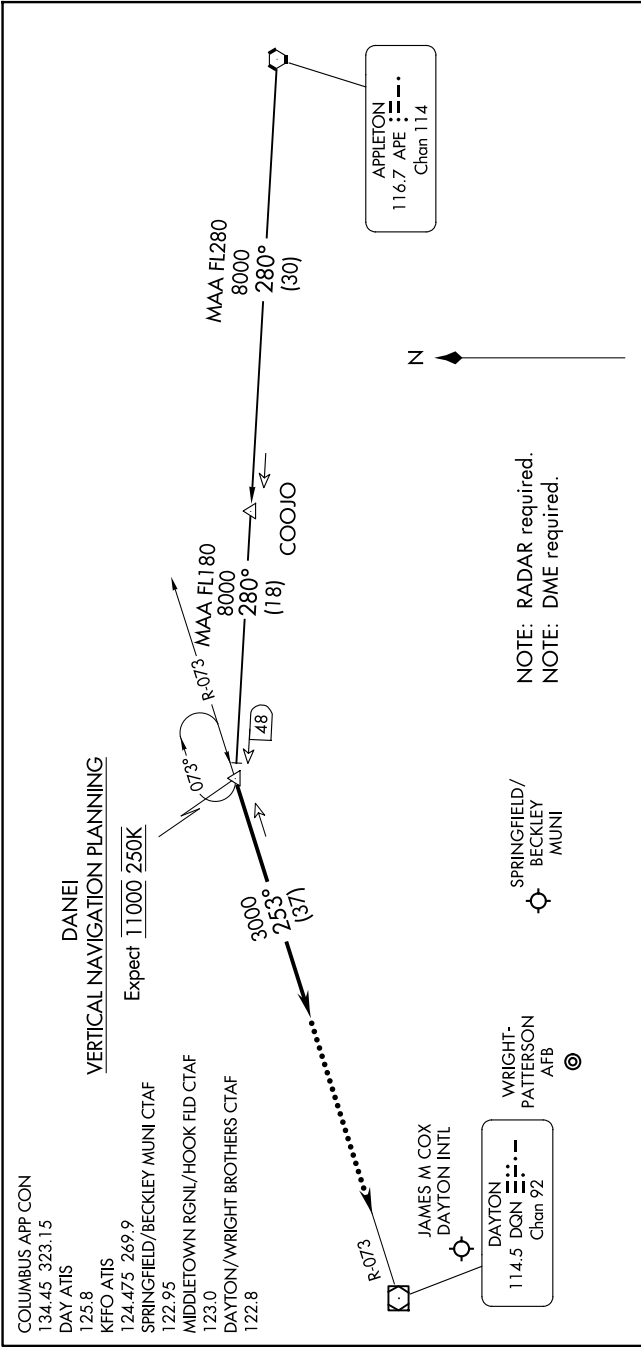 COLUMBUS APP CON
134.45 323.15
DAY ATIS
125.8
KFFO ATIS
124.475 269.9
SPRINGFIELD/BECKLEY MUNI CTAF
122.95
MIDDLETOWN RGNL/HOOK FLD CTAF
123.0
DAYTON/WRIGHT BROTHERS CTAF
122.8
DANEI
VERTICAL NAVIGATION PLANNING
Expect 11000 250K
073°
R-073
48
MAA FL180
8000
280°
(18)
COOJO
MAA FL280
8000
280°
(30)
APPLETON
116.7 APE
Chan 114
3000
253°
(37)
R-073
JAMES M COX
DAYTON INTL
DAYTON
114.5 DQN
Chan 92
WRIGHT-
PATTERSON
AFB
SPRINGFIELD/
BECKLEY
MUNI
N
NOTE: RADAR required.
NOTE: DME required.